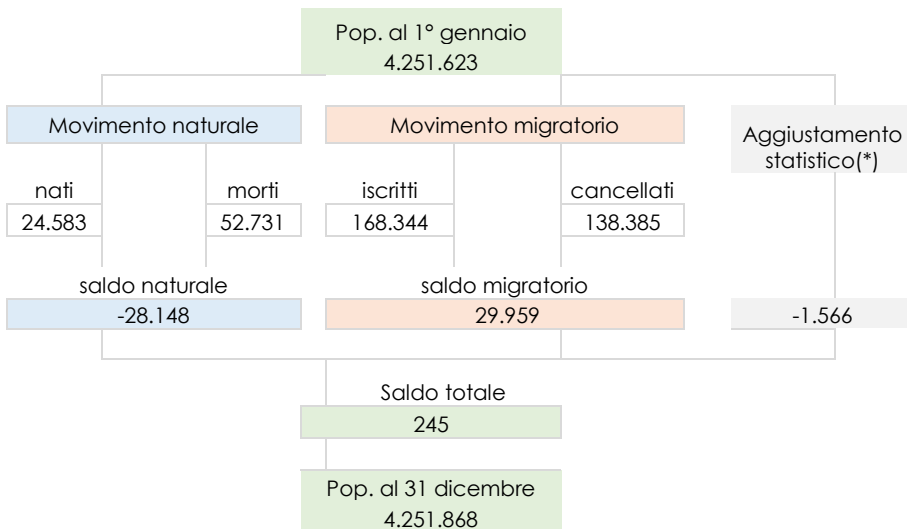 Pop. al 1° gennaio
4.251.623
Movimento naturale
Movimento migratorio
Aggiustamento
statistico(*)
nati
morti
iscritti
cancellati
24.583
52.731
168.344
138.385
saldo naturale
saldo migratorio
-28.148
29.959
-1.566
Saldo totale
245
Pop. al 31 dicembre
4.251.868